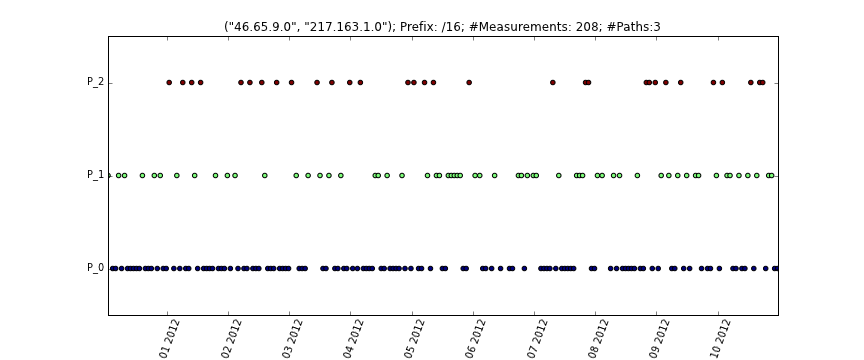 ("46.65.9.0", "217.163.1.0"); Prefix: /16; #Measurements: 208; #Paths:3
P_2
P_1
P_0
01 2012
02 2012
03 2012
04 2012
05 2012
06 2012
07 2012
08 2012
09 2012
10 2012